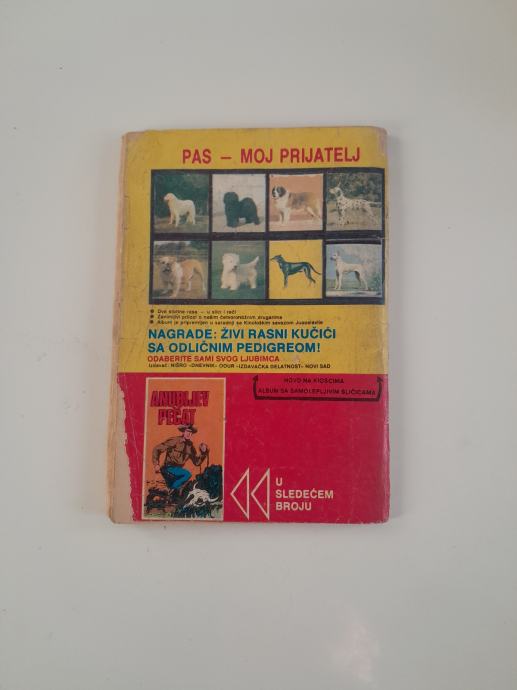 PAS – MOJ PRIJATELJ
• Dve stotine rasa – u slici i reči
• Zanimljivi prilozi o našim četvoronožnim drugarima
• Album je pripremljen u saradnji sa Kinološkim savezom Jugoslavije
NAGRADE: ŽIVI RASNI KUČIĆI
SA ODLIČNIM PEDIGREOM!
ODABERITE SAMI SVOG LJUBIMCA
Izdavač: NIŠRO »DNEVNIK« OOUR »IZDAVAČKA DELATNOST« NOVI SAD
NOVO NA KIOSCIMA
ALBUM SA SAMOLEPLJIVIM SLIČICAMA
ANUBIJEV
PEČAT
U
SLEDEĆEM
BROJU